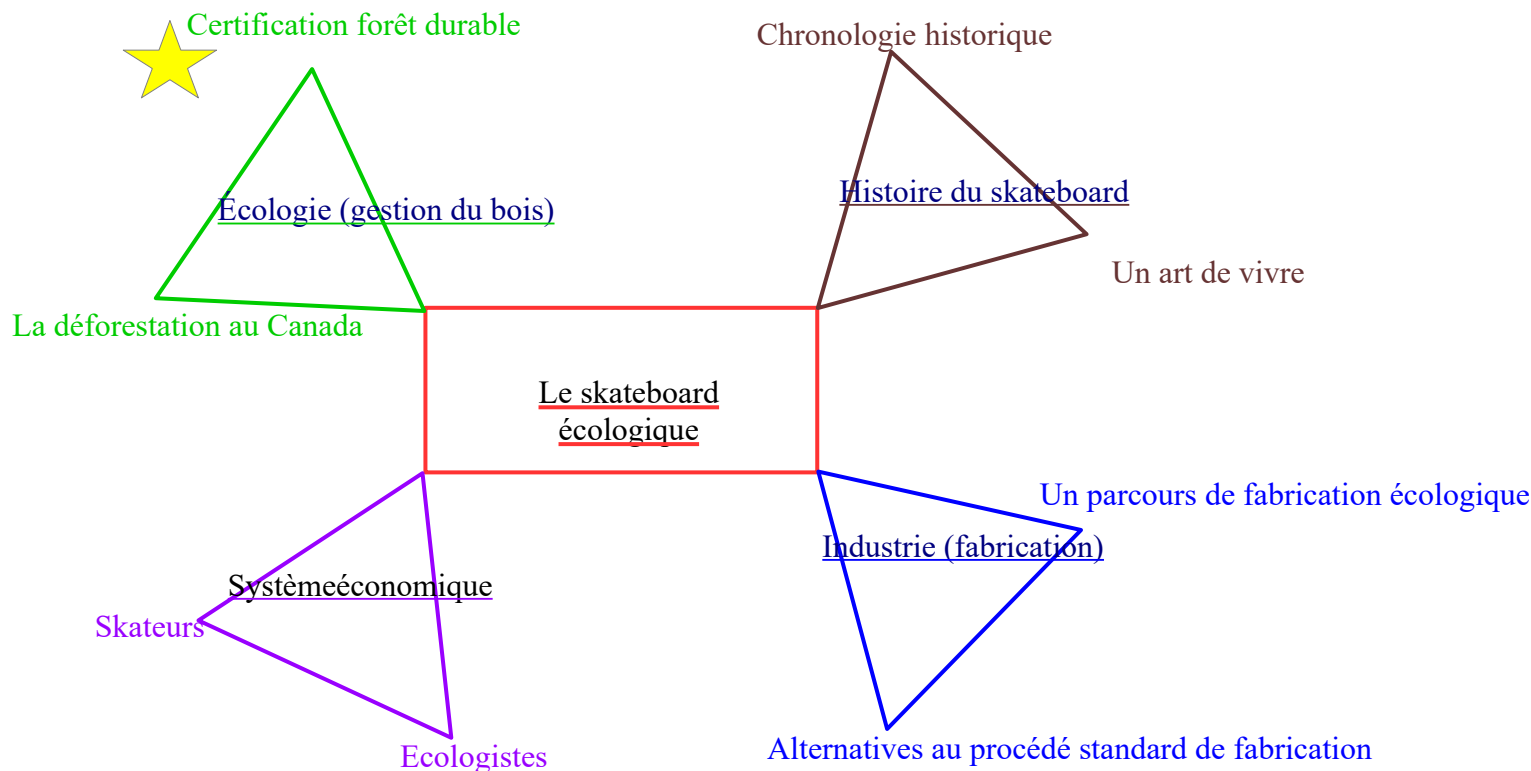 Certification forêt durable
Chronologie historique
Écologie (gestion du bois)
Histoire du skateboard
Un art de vivre
La déforestation au Canada
Le skateboard
écologique
Un parcours de fabrication écologique
Industrie (fabrication)
Systèmeéconomique
Skateurs
Ecologistes
Alternatives au procédé standard de fabrication